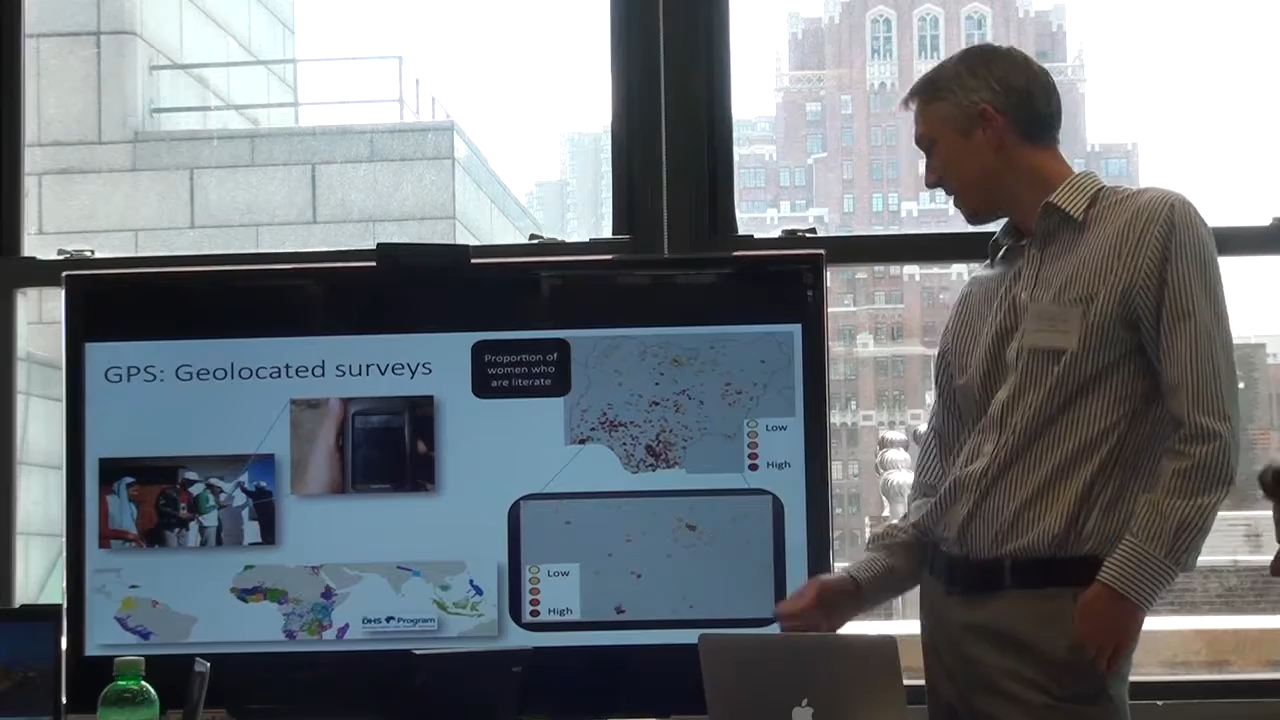 GPS: Geolocated surveys
Proportion of
women who
are literate
Low
High
Low
High
DHS Program